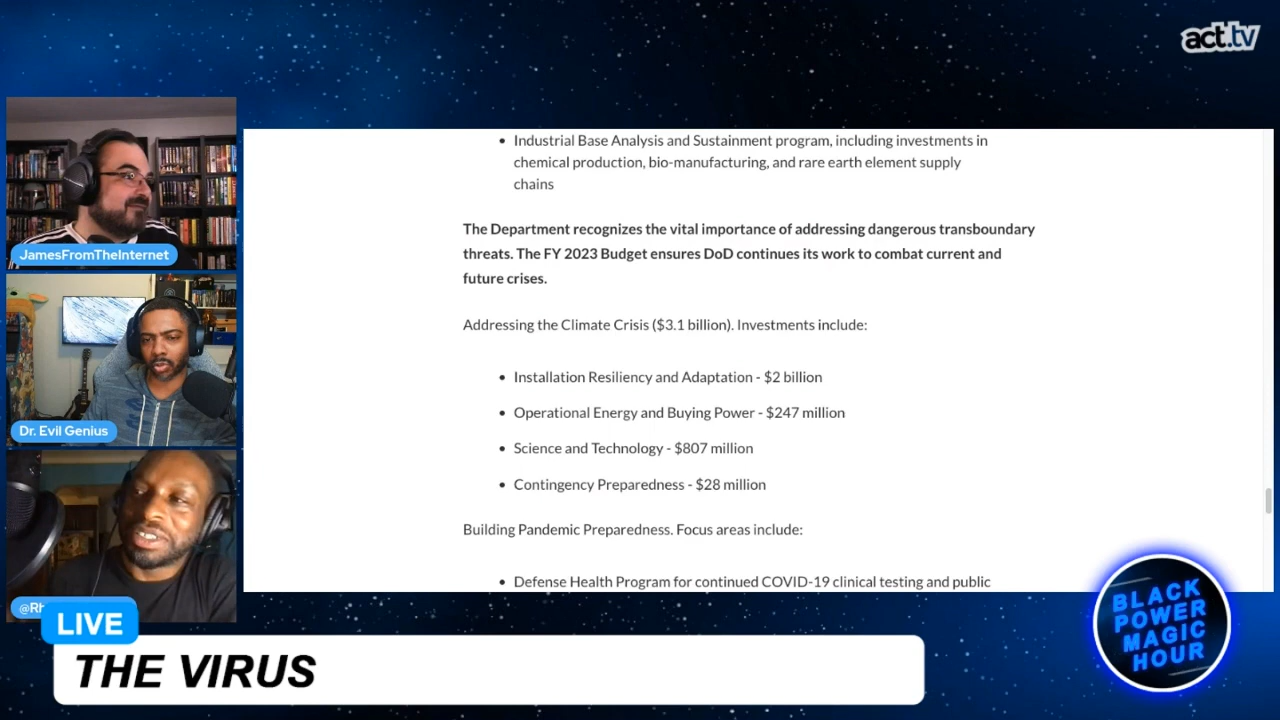 act.tv
Industrial Base Analysis and Sustainment program, including investments in
chemical production, bio-manufacturing, and rare earth element supply
chains
The Department recognizes the vital importance of addressing dangerous transboundary
threats. The FY 2023 Budget ensures DoD continues its work to combat current and
future crises.
Addressing the Climate Crisis ($3.1 billion). Investments include:
Installation Resiliency and Adaptation - $2 billion
Operational Energy and Buying Power - $247 million
Science and Technology - $807 million
Contingency Preparedness - $28 million
Building Pandemic Preparedness. Focus areas include:
Defense Health Program for continued COVID-19 clinical testing and public
JamesFromTheInternet
Dr. Evil Genius
LIVE
THE VIRUS
BLACK
POWER
MAGIC
HOUR